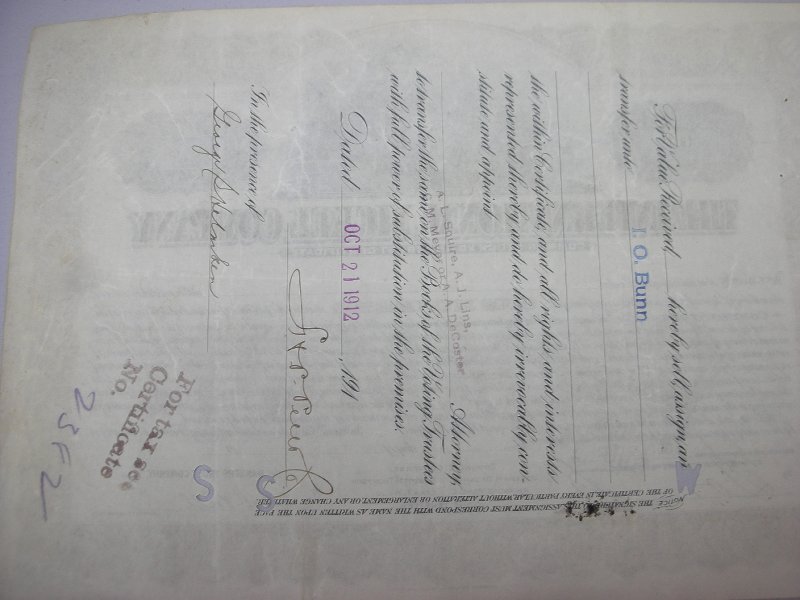 For Value Received hereby sell, assign, an
transfer unto I. O. Bunn
the within Certificate, and all rights and interests
represented thereby and do hereby irrevocably con-
stitute and appoint
A. L. Squire, A. J. Lins,
M. Meyer or A. A. DeCoster Attorney,
to transfer the same on the Books of the Voting Trustees
with full power of substitution in the premises.
Dated OCT 21 1912, 191
In the presence of
George
For tax see
Certificate
No.
S
S
NOTICE THE SIGNATURE TO THIS ASSIGNMENT MUST CORRESPOND WITH THE NAME AS WRITTEN UPON THE FACE
OF THE CERTIFICATE, IN EVERY PARTICULAR, WITHOUT ALTERATION OR ENLARGEMENT, OR ANY CHANGE WHATEVER